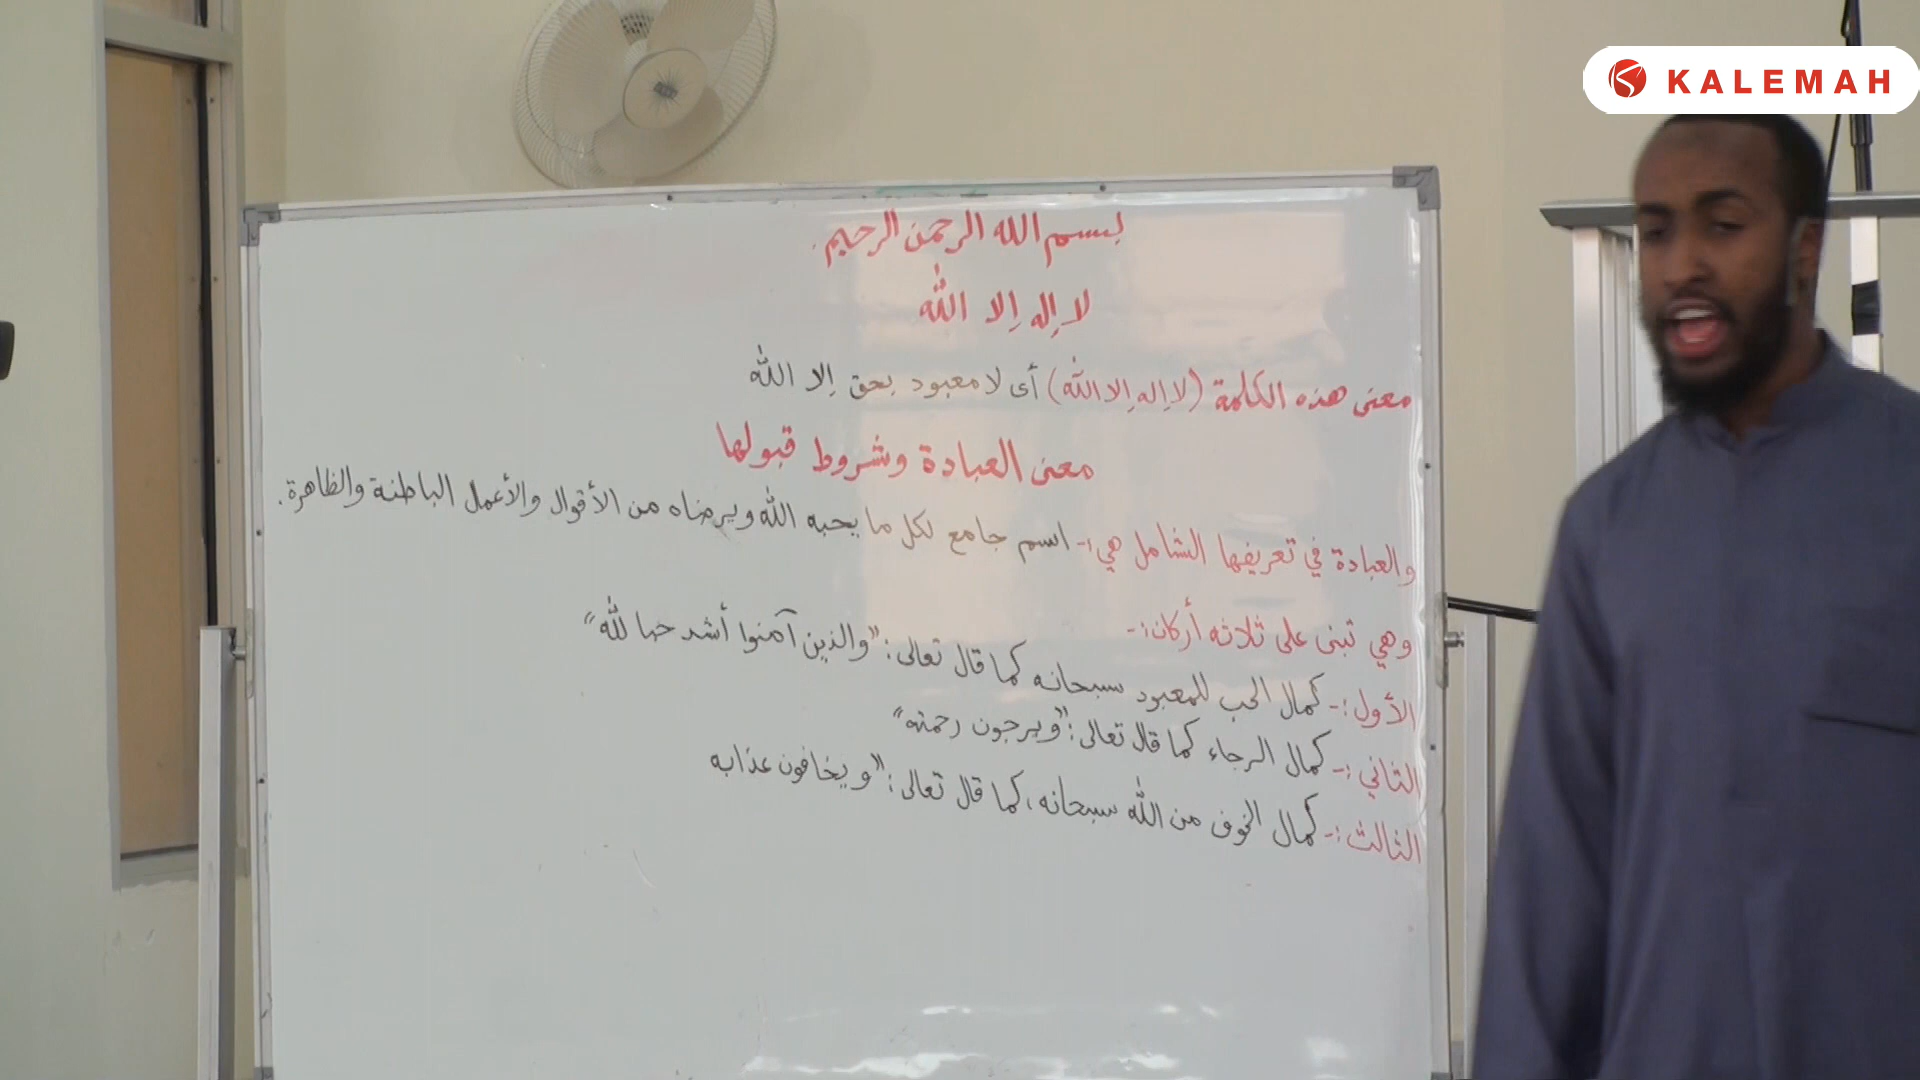 KALEMAH
بسم الله الرحمن الرحيم
لا إله إلا الله
معنى هذه الكلمة (لا إله إلا الله) أى لا معبود بحق إلا الله
معنى العبادة وشروط قبولها
والعبادة في تعريفها الشامل هي:- اسم جامع لكل ما يحبه الله ويرضاه من الأقوال والأعمل الباطنة والظاهرة.
وهي تبنى على ثلاثه أركان:-
الأول:- كمال الحب للمعبود سبحانه كما قال تعالى: "والذين آمنوا أشد حبا لله"
الثاني:- كمال الرجاء كما قال تعالى: "ويرجون رحمته"
الثالث:- كمال الخوف من الله سبحانه، كما قال تعالى: "ويخافون عذابه